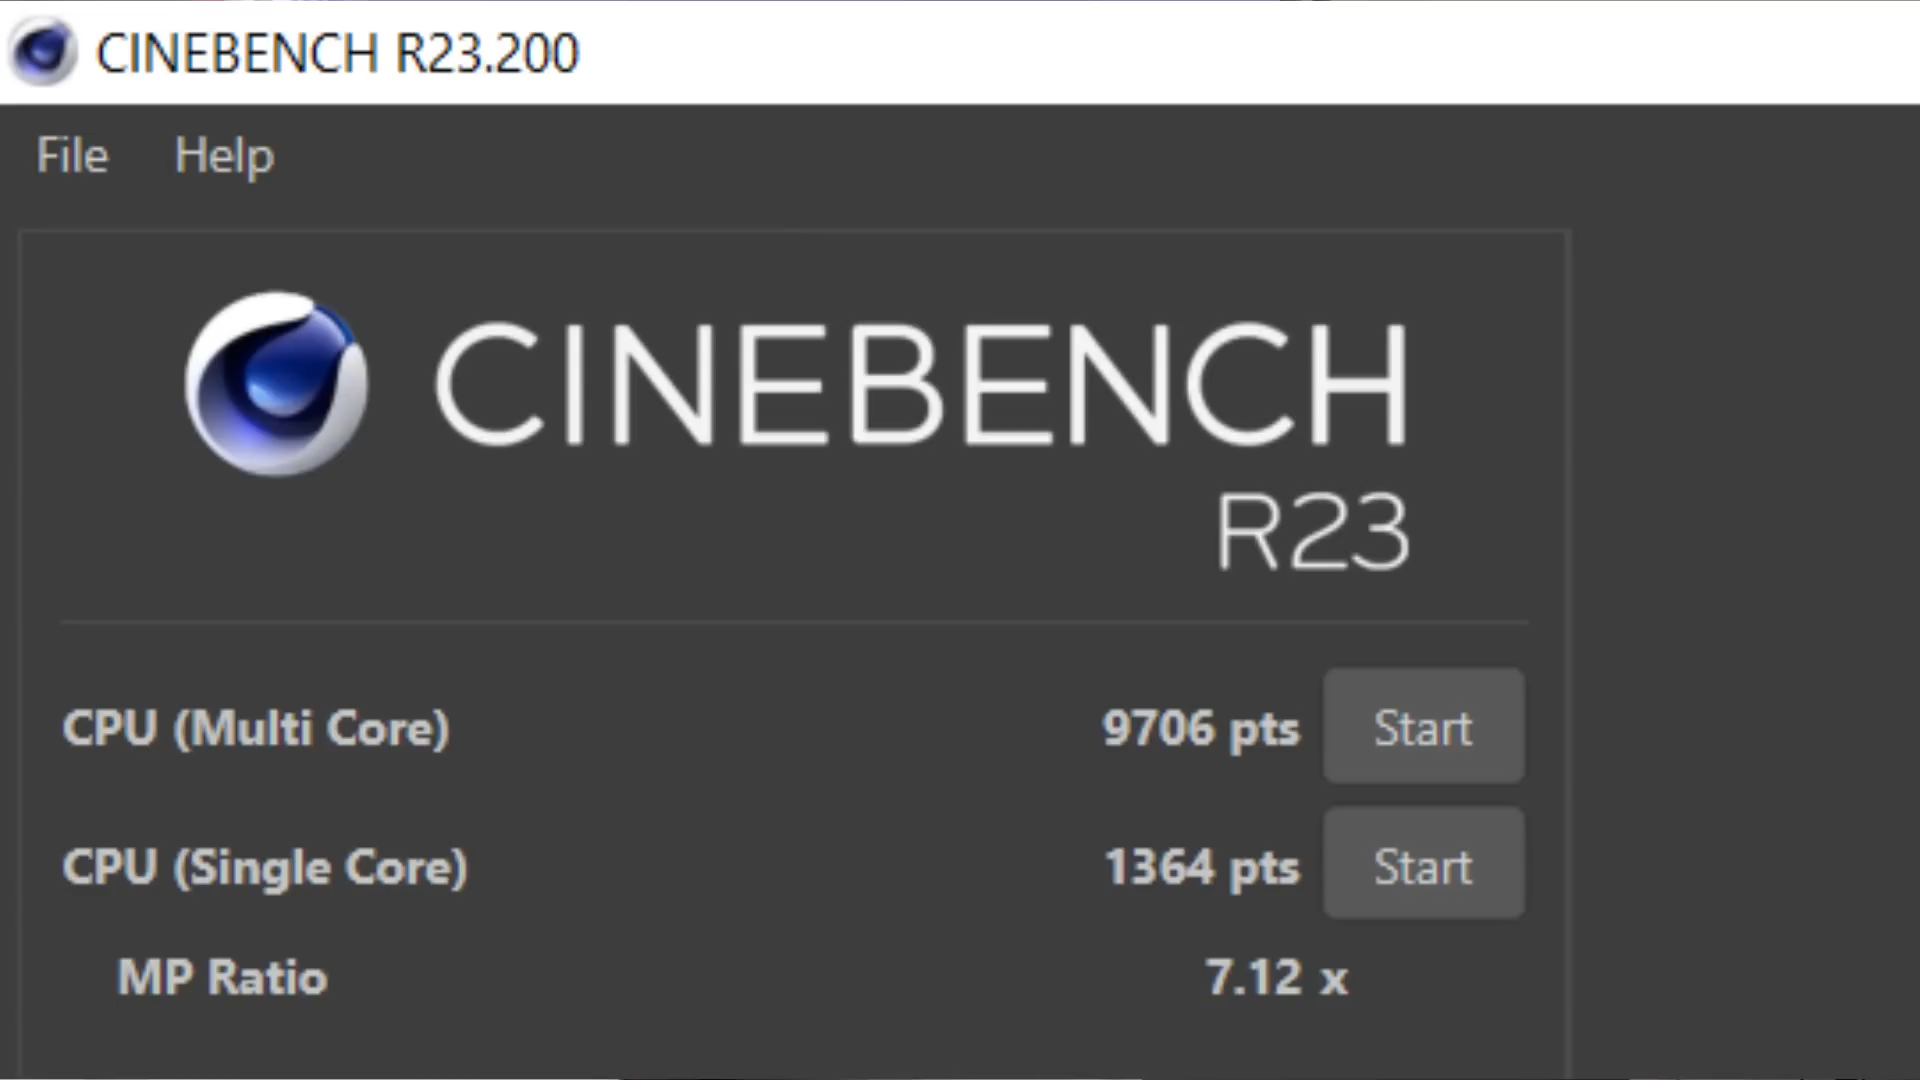 CINEBENCH R23.200
File Help
CINEBENCH
R23
CPU (Multi Core) 9706 pts Start
CPU (Single Core) 1364 pts Start
MP Ratio 7.12 x